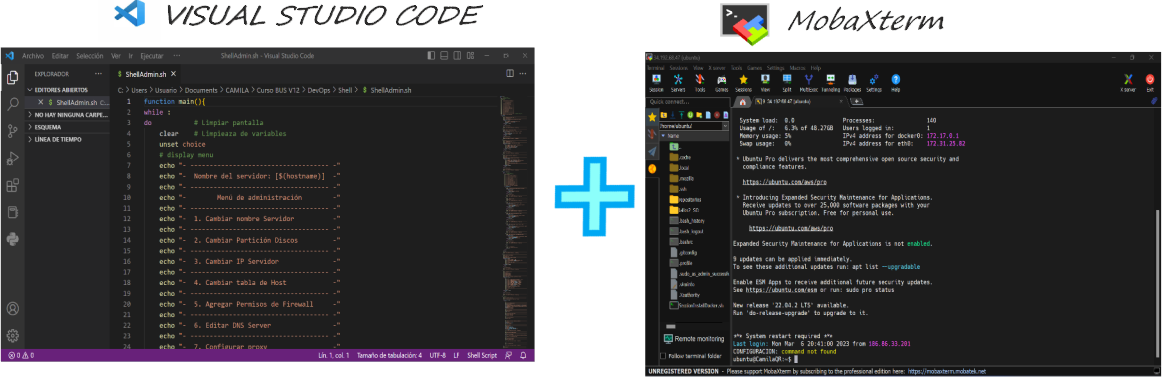 VISUAL STUDIO CODE
MobaXterm
Archivo Editar Selección Ver Ir Ejecutar ···
ShellAdmin.sh - Visual Studio Code
EXPLORADOR ···
EDITORES ABIERTOS
ShellAdmin.sh C:...
NO HAY NINGUNA CARPE...
ESQUEMA
LÍNEA DE TIEMPO
$ ShellAdmin.sh ×
C: > Users > Usuario > Documents > CAMILA > Curso BUS V12 > DevOps > Shell > $ ShellAdmin.sh
1 function main(){
2 while :
3 do # Limpiar pantalla
4 clear # Limpieaza de variables
5 unset choice
6 # display menu
7 echo "- ------------------------------- -"
8 echo "- Nombre del servidor: [$(hostname)] -"
9 echo "- ------------------------------- -"
10 echo "- Menú de administración -"
11 echo "- ------------------------------- -"
12 echo "- 1. Cambiar nombre Servidor -"
13 echo "- ------------------------------- -"
14 echo "- 2. Cambiar Partición Discos -"
15 echo "- ------------------------------- -"
16 echo "- 3. Cambiar IP Servidor -"
17 echo "- ------------------------------- -"
18 echo "- 4. Cambiar tabla de Host -"
19 echo "- ------------------------------- -"
20 echo "- 5. Agregar Permisos de Firewall -"
21 echo "- ------------------------------- -"
22 echo "- 6. Editar DNS Server -"
23 echo "- ------------------------------- -"
24 echo "- 7. Configurar proxy -"
0 0 Lín. 1, col. 1 Tamaño de tabulación: 4 UTF-8 LF Shell Script
Terminal Sessions View X server Tools Games Settings Macros Help
Session Servers Tools Games Sessions View Split MultiExec Tunneling Packages Settings Help X server Exit
Quick connect...
/home/ubuntu/
Name
..
.cache
.local
.mozilla
.ssh
repositorios
.bash_history
.bash_logout
.bashrc
.gitconfig
.profile
.sudo_as_admin_successful
.viminfo
.Xauthority
Remote monitoring
Follow terminal folder
System load: 0.0 Processes: 140
Usage of /: 6.3% of 48.27GB Users logged in: 1
Memory usage: 5% IPv4 address for docker0: 172.17.0.1
Swap usage: 0% IPv4 address for eth0: 172.31.25.82
* Ubuntu Pro delivers the most comprehensive open source security and
compliance features.
https://ubuntu.com/aws/pro
* Introducing Expanded Security Maintenance for Applications.
Receive updates to over 25,000 software packages with your
Ubuntu Pro subscription. Free for personal use.
https://ubuntu.com/aws/pro
Expanded Security Maintenance for Applications is not enabled.
9 updates can be applied immediately.
To see these additional updates run: apt list --upgradable
Enable ESM Apps to receive additional future security updates.
See https://ubuntu.com/esm or run: sudo pro status
New release '22.04.2 LTS' available.
Run 'do-release-upgrade' to upgrade to it.
*** System restart required ***
Last login: Mon Mar 6 20:41:00 2023 from 186.86.33.201
CONFIGURACION: command not found
ubuntu@CamilaQR:~$
UNREGISTERED VERSION - Please support MobaXterm by subscribing to the professional edition here: https://mobaxterm.mobatek.net